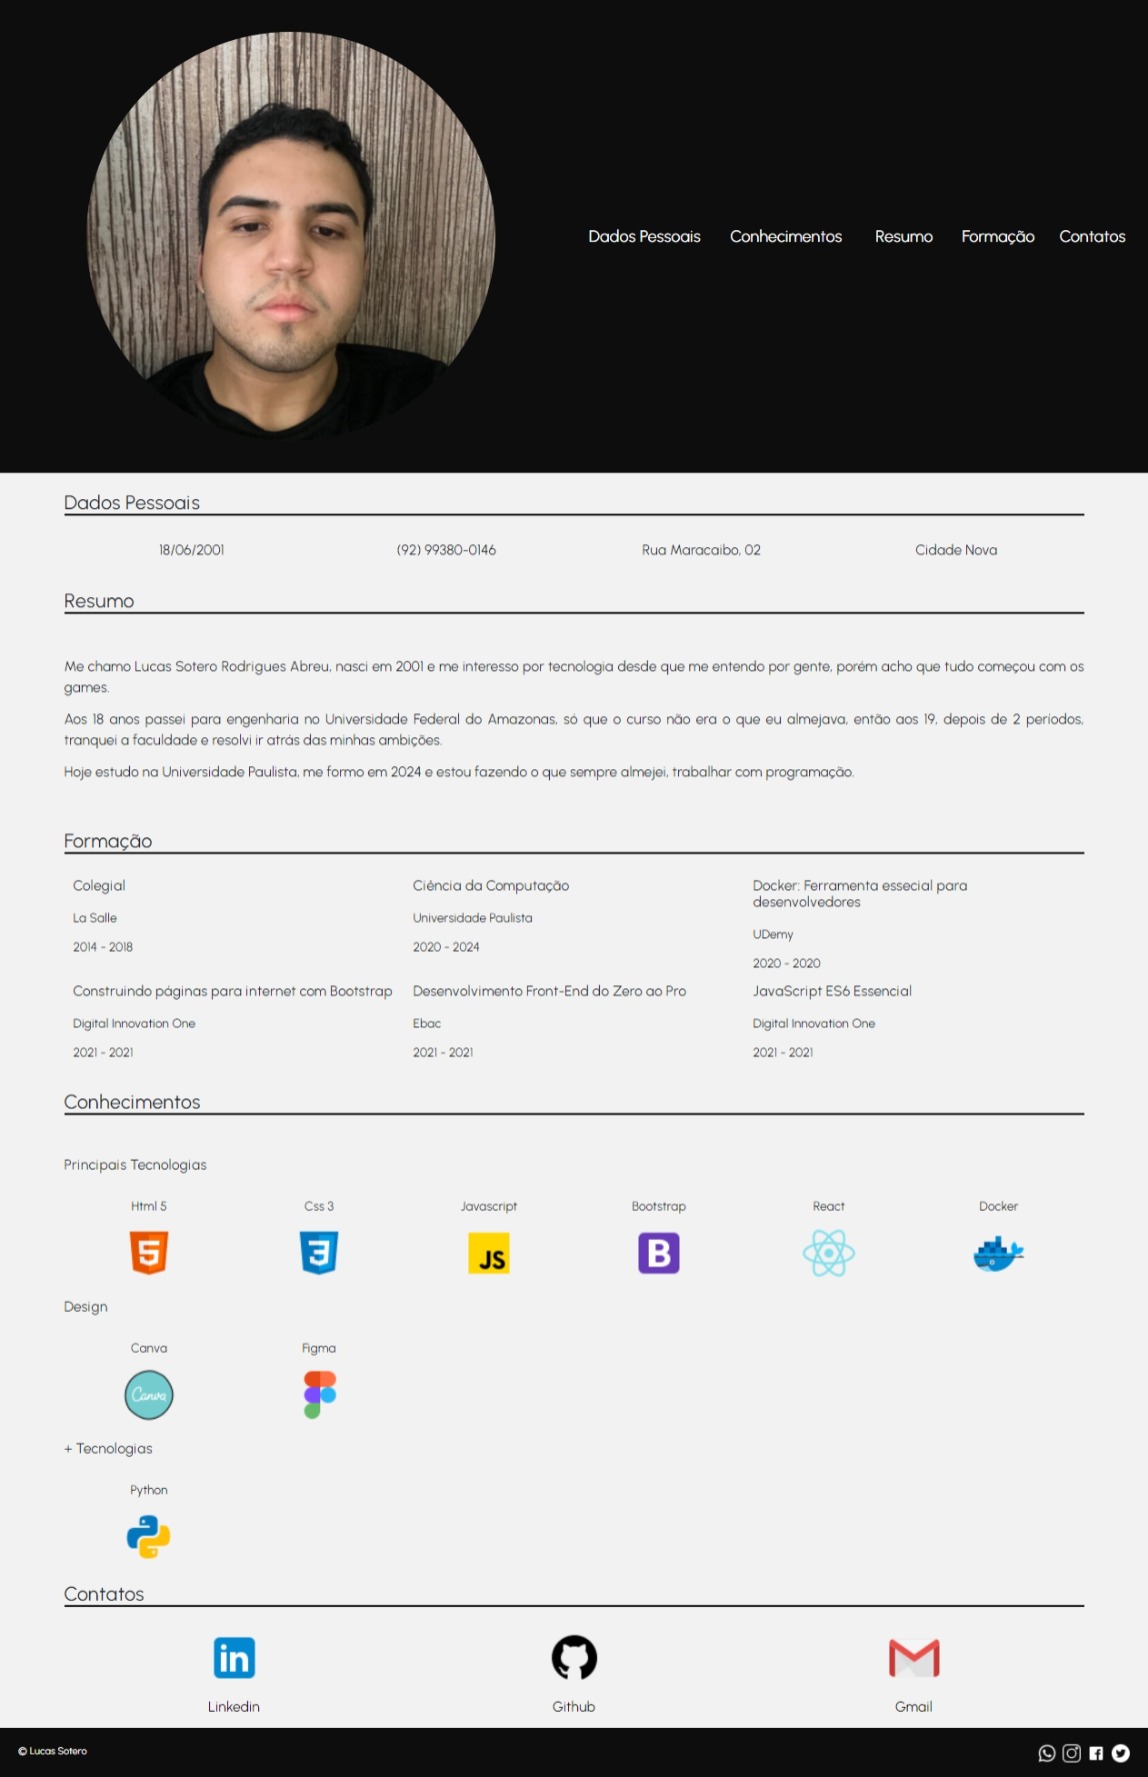 Dados Pessoais Conhecimentos Resumo Formação Contatos
Dados Pessoais
18/06/2001 (92) 99380-0146 Rua Maracaibo, 02 Cidade Nova
Resumo
Me chamo Lucas Sotero Rodrigues Abreu, nasci em 2001 e me interesso por tecnologia desde que me entendo por gente, porém acho que tudo começou com os
games.
Aos 18 anos passei para engenharia no Universidade Federal do Amazonas, só que o curso não era o que eu almejava, então aos 19, depois de 2 periodos,
tranquei a faculdade e resolvi ir atrás das minhas ambições.
Hoje estudo na Universidade Paulista, me formo em 2024 e estou fazendo o que sempre almejei, trabalhar com programação.
Formação
Colegial
La Salle
2014 - 2018
Ciência da Computação
Universidade Paulista
2020 - 2024
Docker: Ferramenta essecial para
desenvolvedores
UDemy
2020 - 2020
Construindo páginas para internet com Bootstrap
Digital Innovation One
2021 - 2021
Desenvolvimento Front-End do Zero ao Pro
Ebac
2021 - 2021
JavaScript ES6 Essencial
Digital Innovation One
2021 - 2021
Conhecimentos
Principais Tecnologias
Html 5 Css 3 Javascript Bootstrap React Docker
5 3 JS B
Design
Canva Figma
Canva
+ Tecnologias
Python
Contatos
in
Linkedin Github Gmail
© Lucas Sotero